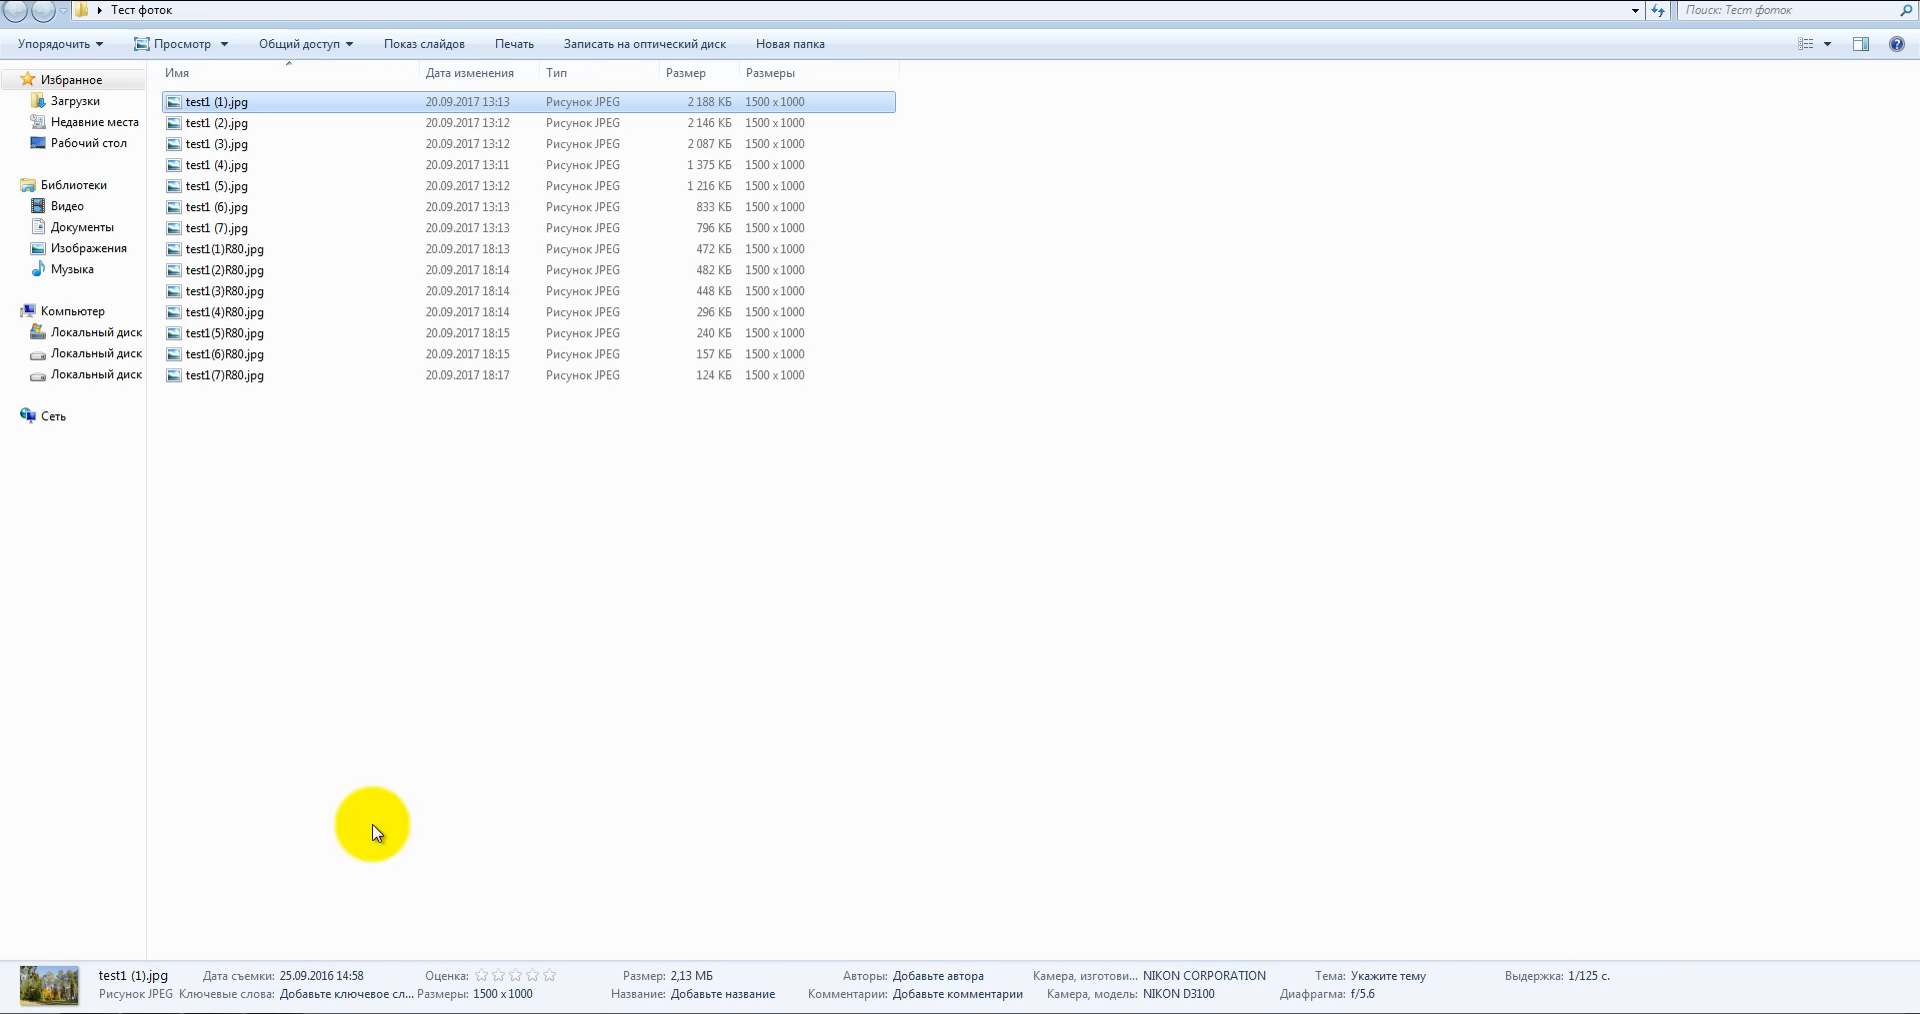 Тест фоток
Поиск: Тест фоток
Упорядочить Просмотр Общий доступ Показ слайдов Печать Записать на оптический диск Новая папка
Имя Дата изменения Тип Размер Размеры
Избранное
Загрузки
Недавние места
Рабочий стол
Библиотеки
Видео
Документы
Изображения
Музыка
Компьютер
Локальный диск
Локальный диск
Локальный диск
Сеть
test1 (1).jpg 20.09.2017 13:13 Рисунок JPEG 2 188 КБ 1500 x 1000
test1 (2).jpg 20.09.2017 13:12 Рисунок JPEG 2 146 КБ 1500 x 1000
test1 (3).jpg 20.09.2017 13:12 Рисунок JPEG 2 087 КБ 1500 x 1000
test1 (4).jpg 20.09.2017 13:11 Рисунок JPEG 1 375 КБ 1500 x 1000
test1 (5).jpg 20.09.2017 13:12 Рисунок JPEG 1 216 КБ 1500 x 1000
test1 (6).jpg 20.09.2017 13:13 Рисунок JPEG 833 КБ 1500 x 1000
test1 (7).jpg 20.09.2017 13:13 Рисунок JPEG 796 КБ 1500 x 1000
test1(1)R80.jpg 20.09.2017 18:13 Рисунок JPEG 472 КБ 1500 x 1000
test1(2)R80.jpg 20.09.2017 18:14 Рисунок JPEG 482 КБ 1500 x 1000
test1(3)R80.jpg 20.09.2017 18:14 Рисунок JPEG 448 КБ 1500 x 1000
test1(4)R80.jpg 20.09.2017 18:14 Рисунок JPEG 296 КБ 1500 x 1000
test1(5)R80.jpg 20.09.2017 18:15 Рисунок JPEG 240 КБ 1500 x 1000
test1(6)R80.jpg 20.09.2017 18:15 Рисунок JPEG 157 КБ 1500 x 1000
test1(7)R80.jpg 20.09.2017 18:17 Рисунок JPEG 124 КБ 1500 x 1000
test1 (1).jpg Дата съемки: 25.09.2016 14:58 Оценка: Размер: 2,13 МБ Авторы: Добавьте автора Камера, изготови... NIKON CORPORATION Тема: Укажите тему Выдержка: 1/125 с.
Рисунок JPEG Ключевые слова: Добавьте ключевое сл... Размеры: 1500 x 1000 Название: Добавьте название Комментарии: Добавьте комментарии Камера, модель: NIKON D3100 Диафрагма: f/5.6